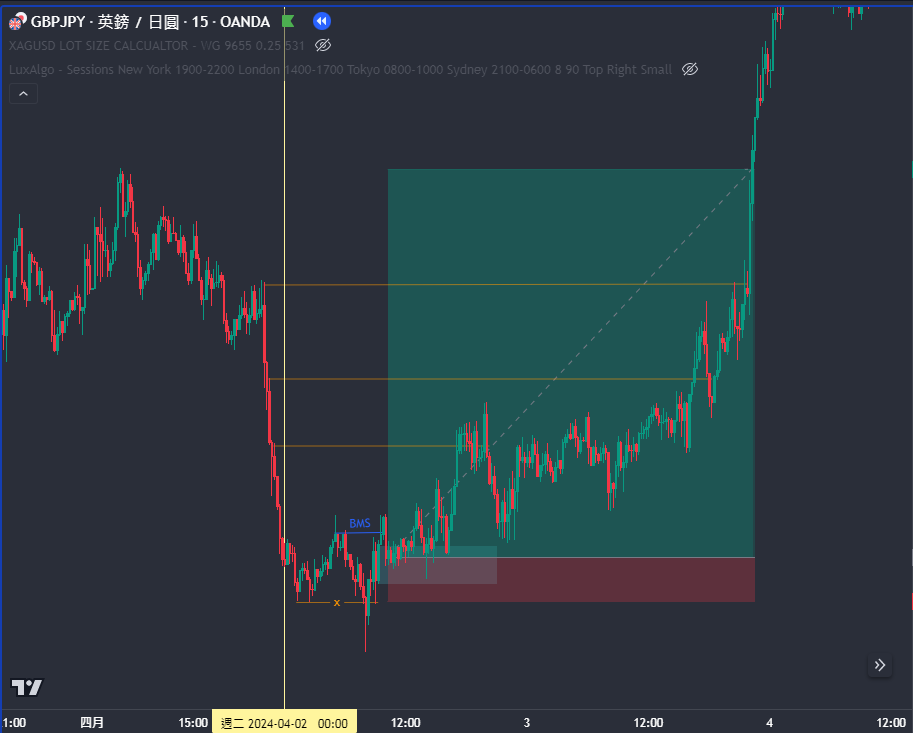 GBPJPY · 英鎊 / 日圓 · 15 · OANDA
XAGUSD LOT SIZE CALCUALTOR - WG 9655 0.25 531
LuxAlgo - Sessions New York 1900-2200 London 1400-1700 Tokyo 0800-1000 Sydney 2100-0600 8 90 Top Right Small
BMS
x
1:00 四月 15:00 週二 2024-04-02 00:00 12:00 3 12:00 4 12:00